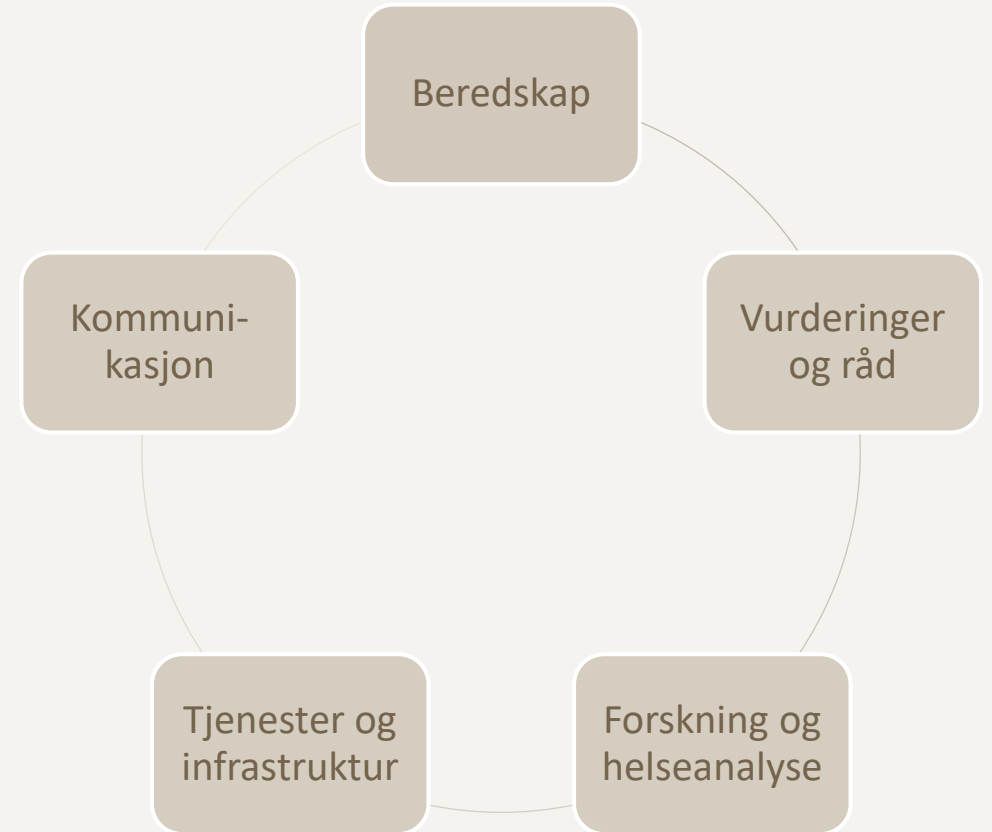 Beredskap
Vurderinger
og råd
Forskning og
helseanalyse
Tjenester og
infrastruktur
Kommuni-
kasjon